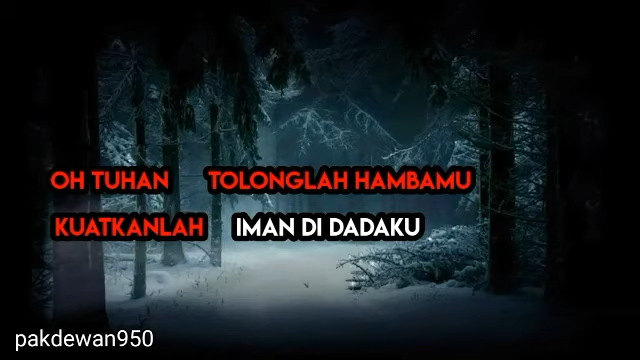 OH TUHAN TOLONGLAH HAMBAMU
KUATKANLAH IMAN DI DADAKU
pakdewan950